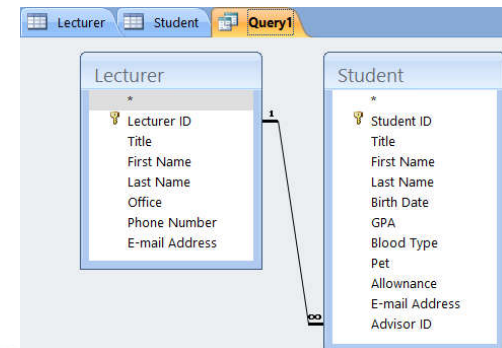 Lecturer Student Query1
Lecturer
*
Lecturer ID
Title
First Name
Last Name
Office
Phone Number
E-mail Address
1
∞
Student
*
Student ID
Title
First Name
Last Name
Birth Date
GPA
Blood Type
Pet
Allownance
E-mail Address
Advisor ID